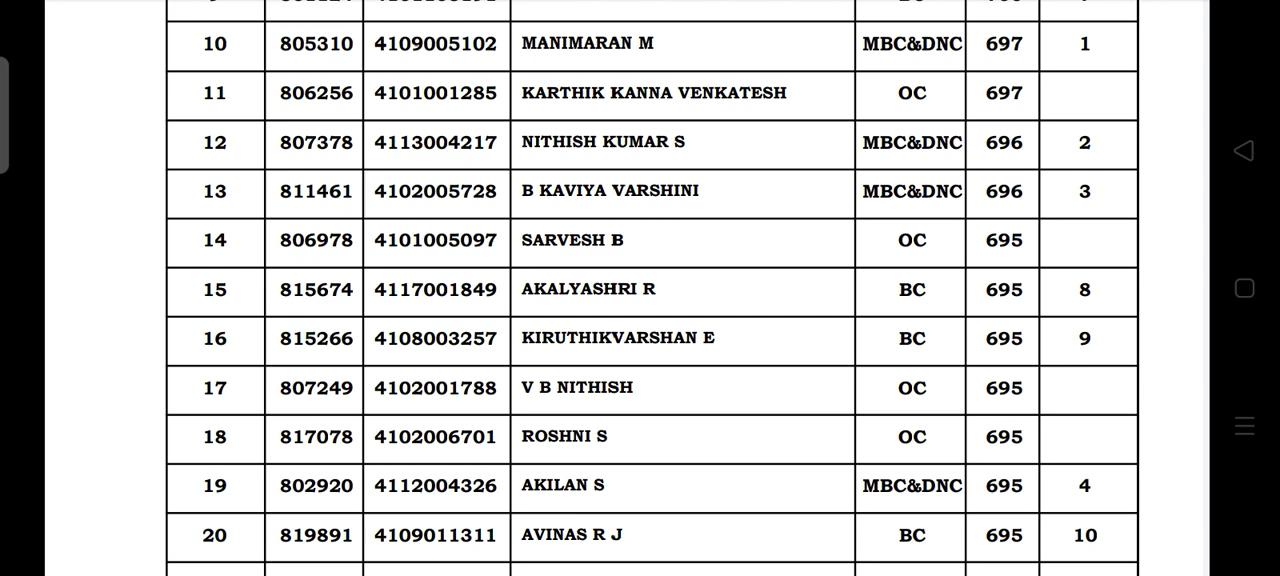 10 805310 4109005102 MANIMARAN M MBC&DNC 697 1
11 806256 4101001285 KARTHIK KANNA VENKATESH OC 697
12 807378 4113004217 NITHISH KUMAR S MBC&DNC 696 2
13 811461 4102005728 B KAVIYA VARSHINI MBC&DNC 696 3
14 806978 4101005097 SARVESH B OC 695
15 815674 4117001849 AKALYASHRI R BC 695 8
16 815266 4108003257 KIRUTHIKVARSHAN E BC 695 9
17 807249 4102001788 V B NITHISH OC 695
18 817078 4102006701 ROSHNI S OC 695
19 802920 4112004326 AKILAN S MBC&DNC 695 4
20 819891 4109011311 AVINAS R J BC 695 10